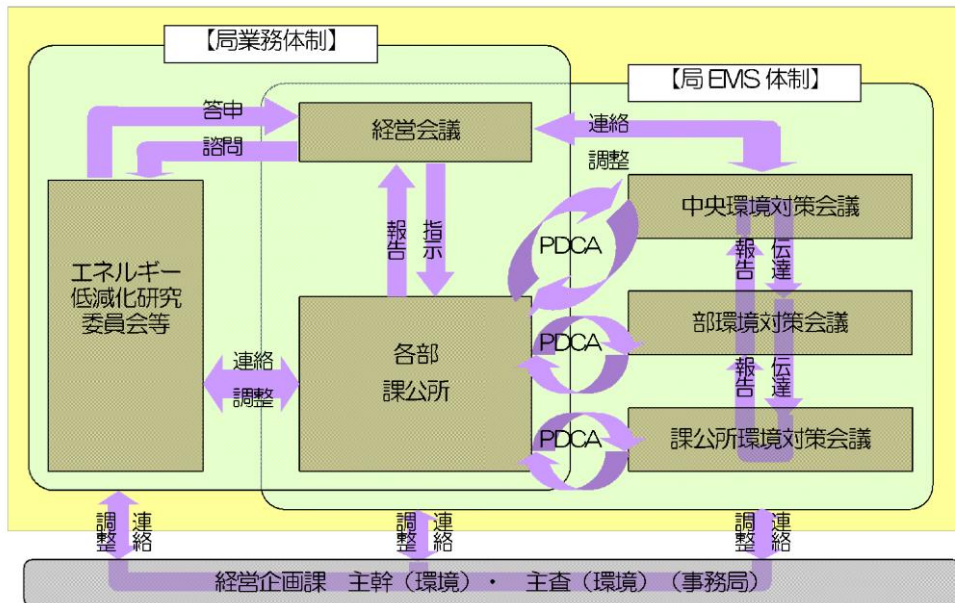 【局業務体制】
【局EMS体制】
答申
諮問
経営会議
連絡
調整
中央環境対策会議
報告
指示
PDCA
報告
伝達
エネルギー
低減化研究
委員会等
各部
課公所
PDCA
部環境対策会議
連絡
調整
報告
伝達
PDCA
課公所環境対策会議
調整
連絡
調整
連絡
調整
連絡
経営企画課 主幹（環境）・ 主査（環境）（事務局）